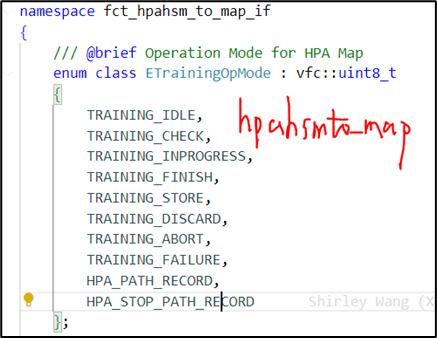 namespace fct_hpahsm_to_map_if
{
/// @brief Operation Mode for HPA Map
enum class ETrainingOpMode : vfc::uint8_t
{
TRAINING_IDLE,
TRAINING_CHECK,
TRAINING_INPROGRESS,
TRAINING_FINISH,
TRAINING_STORE,
TRAINING_DISCARD,
TRAINING_ABORT,
TRAINING_FAILURE,
HPA_PATH_RECORD,
HPA_STOP_PATH_RECORD Shirley Wang (X
};
hpahsmto_map